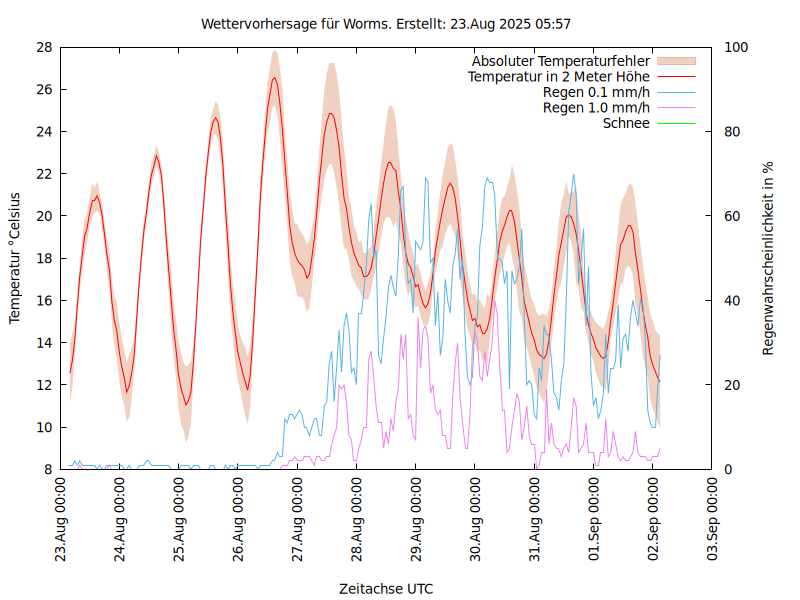 Wettervorhersage für Worms. Erstellt: 23.Aug 2025 05:57
28
26
24
22
20
18
16
14
12
10
8
100
80
60
40
20
0
Absoluter Temperaturfehler
Temperatur in 2 Meter Höhe
Regen 0.1 mm/h
Regen 1.0 mm/h
Schnee
Temperatur °Celsius
Regenwahrscheinlichkeit in %
23.Aug 00:00
24.Aug 00:00
25.Aug 00:00
26.Aug 00:00
27.Aug 00:00
28.Aug 00:00
29.Aug 00:00
30.Aug 00:00
31.Aug 00:00
01.Sep 00:00
02.Sep 00:00
03.Sep 00:00
Zeitachse UTC